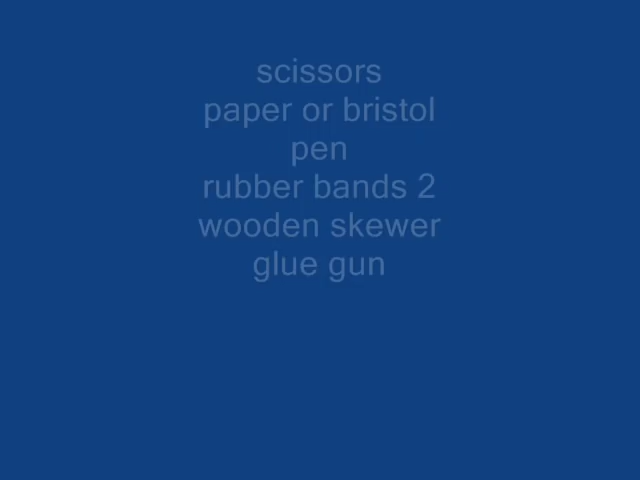 scissors
paper or bristol
pen
rubber bands 2
wooden skewer
glue gun